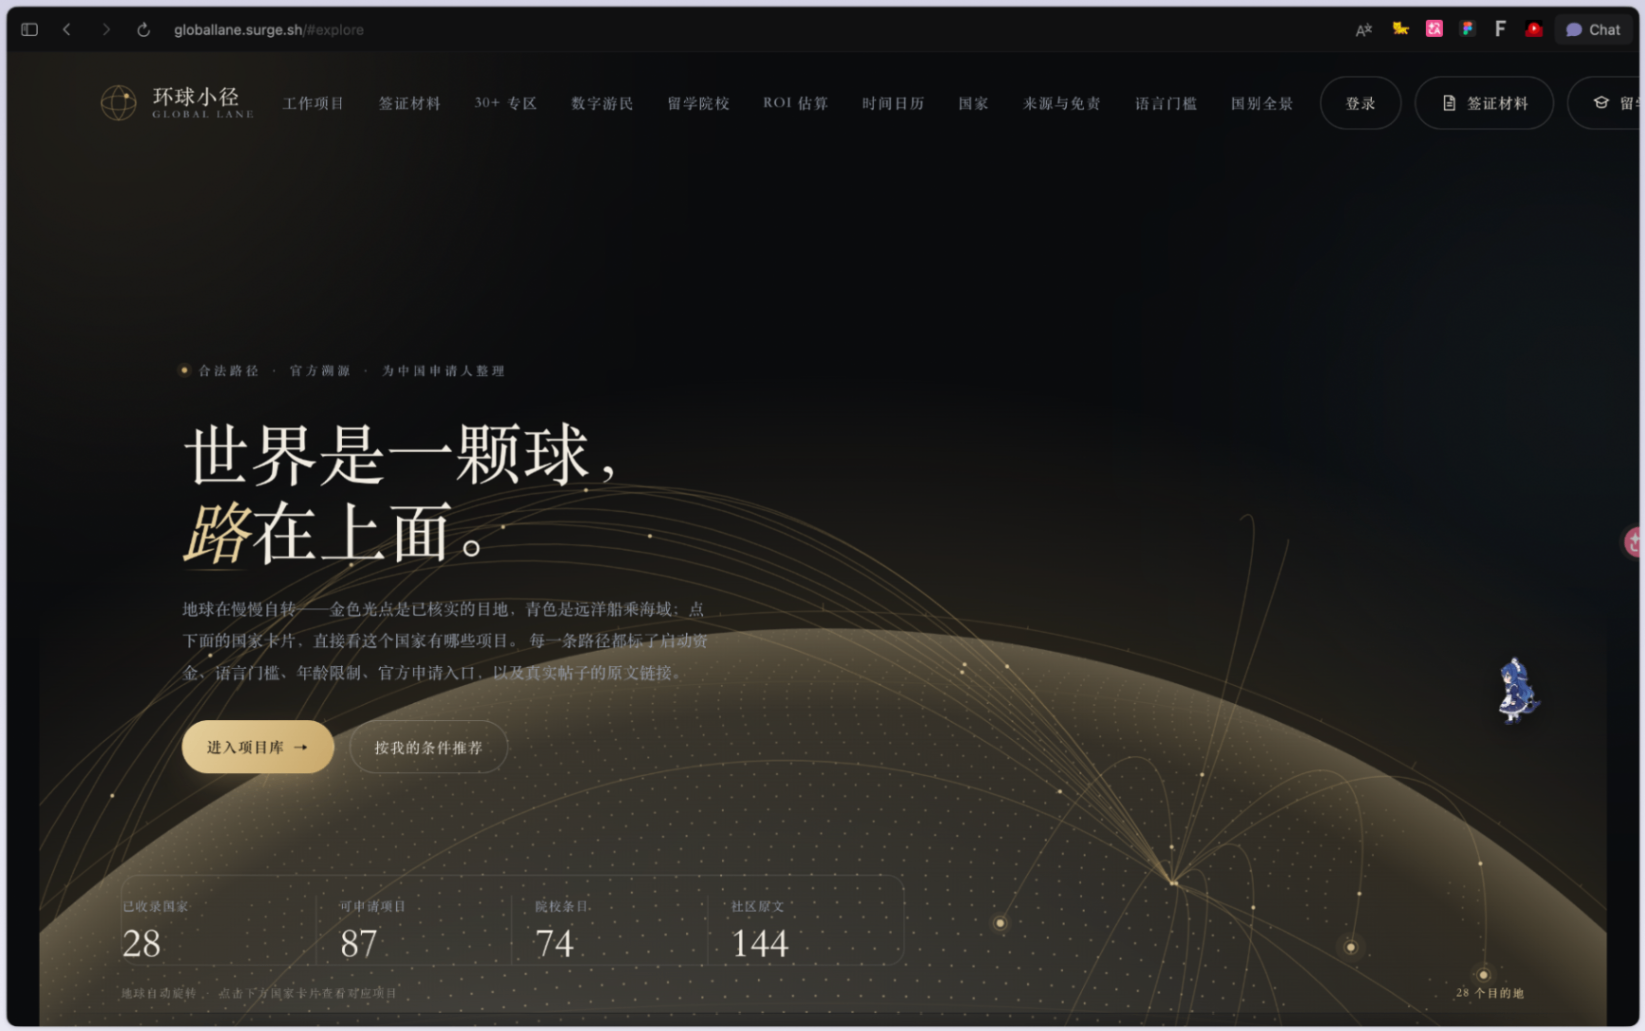 globallane.surge.sh/#explore
Chat
环球小径
GLOBAL LANE
工作项目
签证材料
30+ 专区
数字游民
留学院校
ROI 估算
时间日历
国家
来源与免责
语言门槛
国别全景
登录
签证材料
留
合法路径 · 官方溯源 · 为中国申请人整理
世界是一颗球，
路在上面。
地球在慢慢自转——金色光点是已核实的目地，青色是远洋船乘海域；点
下面的国家卡片，直接看这个国家有哪些项目。 每一条路径都标了启动资
金、语言门槛、年龄限制、官方申请入口，以及真实帖子的原文链接。
进入项目库 →
按我的条件推荐
已收录国家
28
可申请项目
87
院校条目
74
社区原文
144
地球自动旋转 · 点击下方国家卡片查看对应项目
28 个目的地